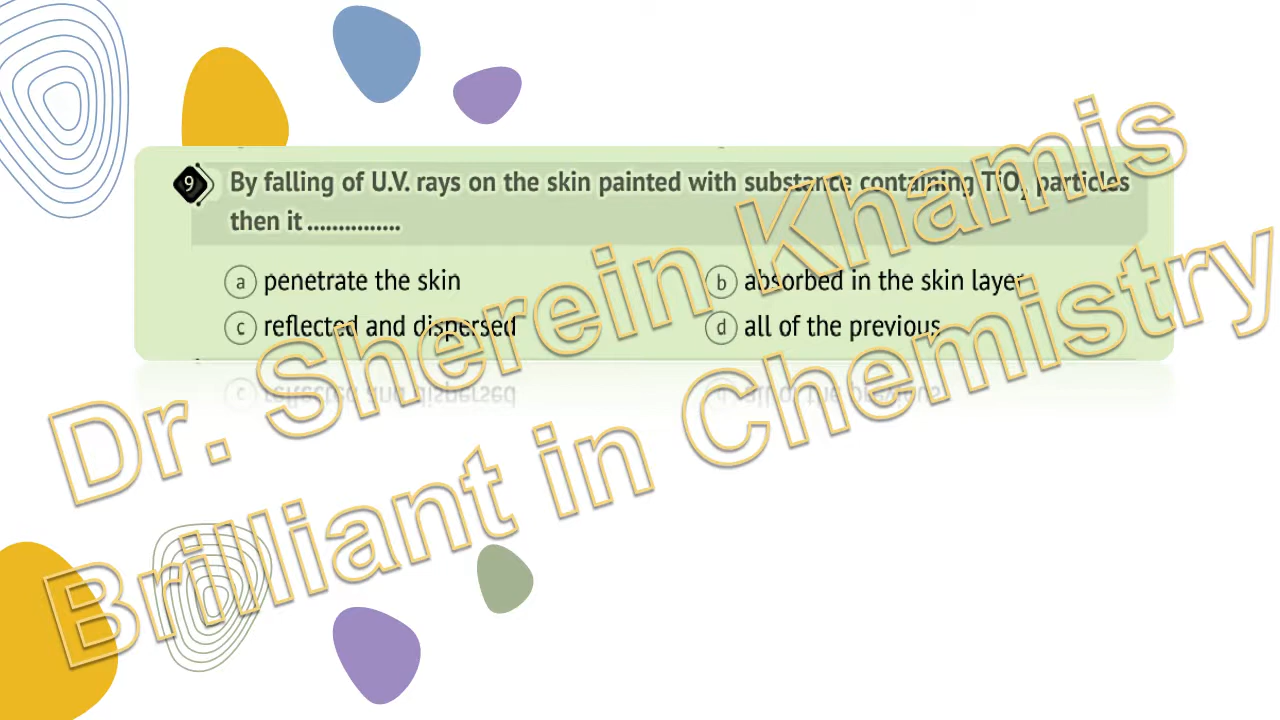 9 By falling of U.V. rays on the skin painted with substance containing TiO₂ particles
then it ...............
a penetrate the skin
b absorbed in the skin layer
c reflected and dispersed
d all of the previous
Dr. Sherein Khamis
Brilliant in Chemistry